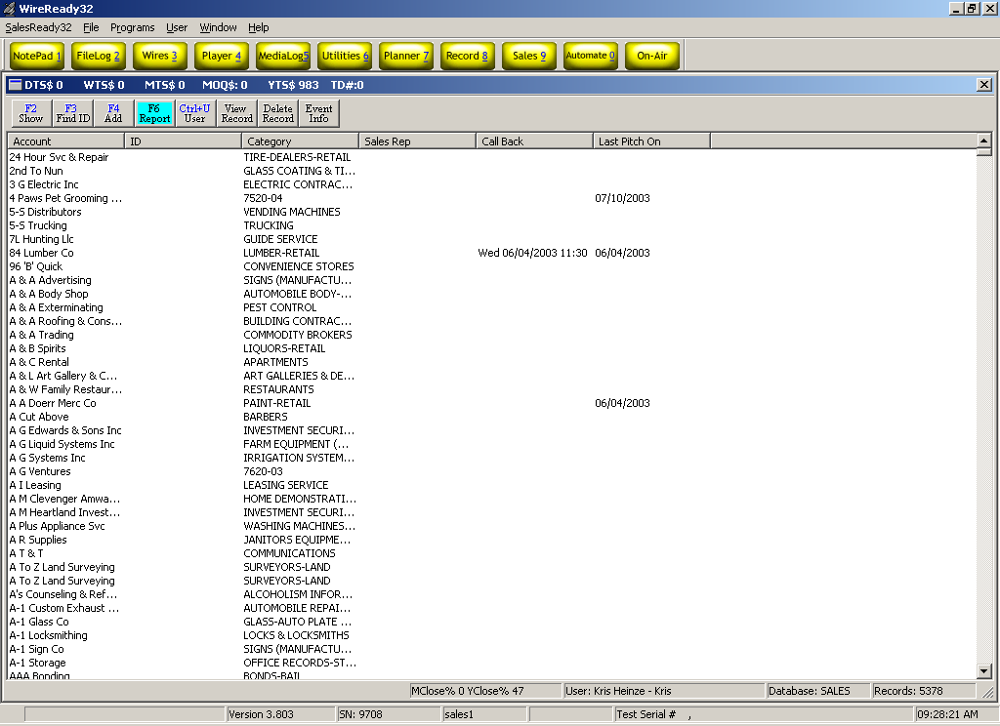 WireReady32
SalesReady32 File Programs User Window Help
NotePad 1 FileLog 2 Wires 3 Player 4 MediaLog5 Utilities 6 Planner 7 Record 8 Sales 9 Automate 0 On-Air
DTS$ 0 WTS$ 0 MTS$ 0 MOQ$: 0 YTS$ 983 TD#:0
F2 Show F3 Find ID F4 Add F6 Report Ctrl+U User View Record Delete Record Event Info
Account ID Category Sales Rep Call Back Last Pitch On
24 Hour Svc & Repair TIRE-DEALERS-RETAIL
2nd To Nun GLASS COATING & TI...
3 G Electric Inc ELECTRIC CONTRAC...
4 Paws Pet Grooming ... 7520-04 07/10/2003
5-S Distributors VENDING MACHINES
5-S Trucking TRUCKING
7L Hunting Llc GUIDE SERVICE
84 Lumber Co LUMBER-RETAIL Wed 06/04/2003 11:30 06/04/2003
96 'B' Quick CONVENIENCE STORES
A & A Advertising SIGNS (MANUFACTU...
A & A Body Shop AUTOMOBILE BODY-...
A & A Exterminating PEST CONTROL
A & A Roofing & Cons... BUILDING CONTRAC...
A & A Trading COMMODITY BROKERS
A & B Spirits LIQUORS-RETAIL
A & C Rental APARTMENTS
A & L Art Gallery & C... ART GALLERIES & DE...
A & W Family Restaur... RESTAURANTS
A A Doerr Merc Co PAINT-RETAIL 06/04/2003
A Cut Above BARBERS
A G Edwards & Sons Inc INVESTMENT SECURI...
A G Liquid Systems Inc FARM EQUIPMENT (...
A G Systems Inc IRRIGATION SYSTEM...
A G Ventures 7620-03
A I Leasing LEASING SERVICE
A M Clevenger Amwa... HOME DEMONSTRATI...
A M Heartland Invest... INVESTMENT SECURI...
A Plus Appliance Svc WASHING MACHINES...
A R Supplies JANITORS EQUIPME...
A T & T COMMUNICATIONS
A To Z Land Surveying SURVEYORS-LAND
A To Z Land Surveying SURVEYORS-LAND
A's Counseling & Ref... ALCOHOLISM INFOR...
A-1 Custom Exhaust ... AUTOMOBILE REPAI...
A-1 Glass Co GLASS-AUTO PLATE ...
A-1 Locksmithing LOCKS & LOCKSMITHS
A-1 Sign Co SIGNS (MANUFACTU...
A-1 Storage OFFICE RECORDS-ST...
AAA Bonding BONDS-BAIL
MClose% 0 YClose% 47 User: Kris Heinze - Kris Database: SALES Records: 5378
Version 3.803 SN: 9708 sales1 Test Serial # , 09:28:21 AM